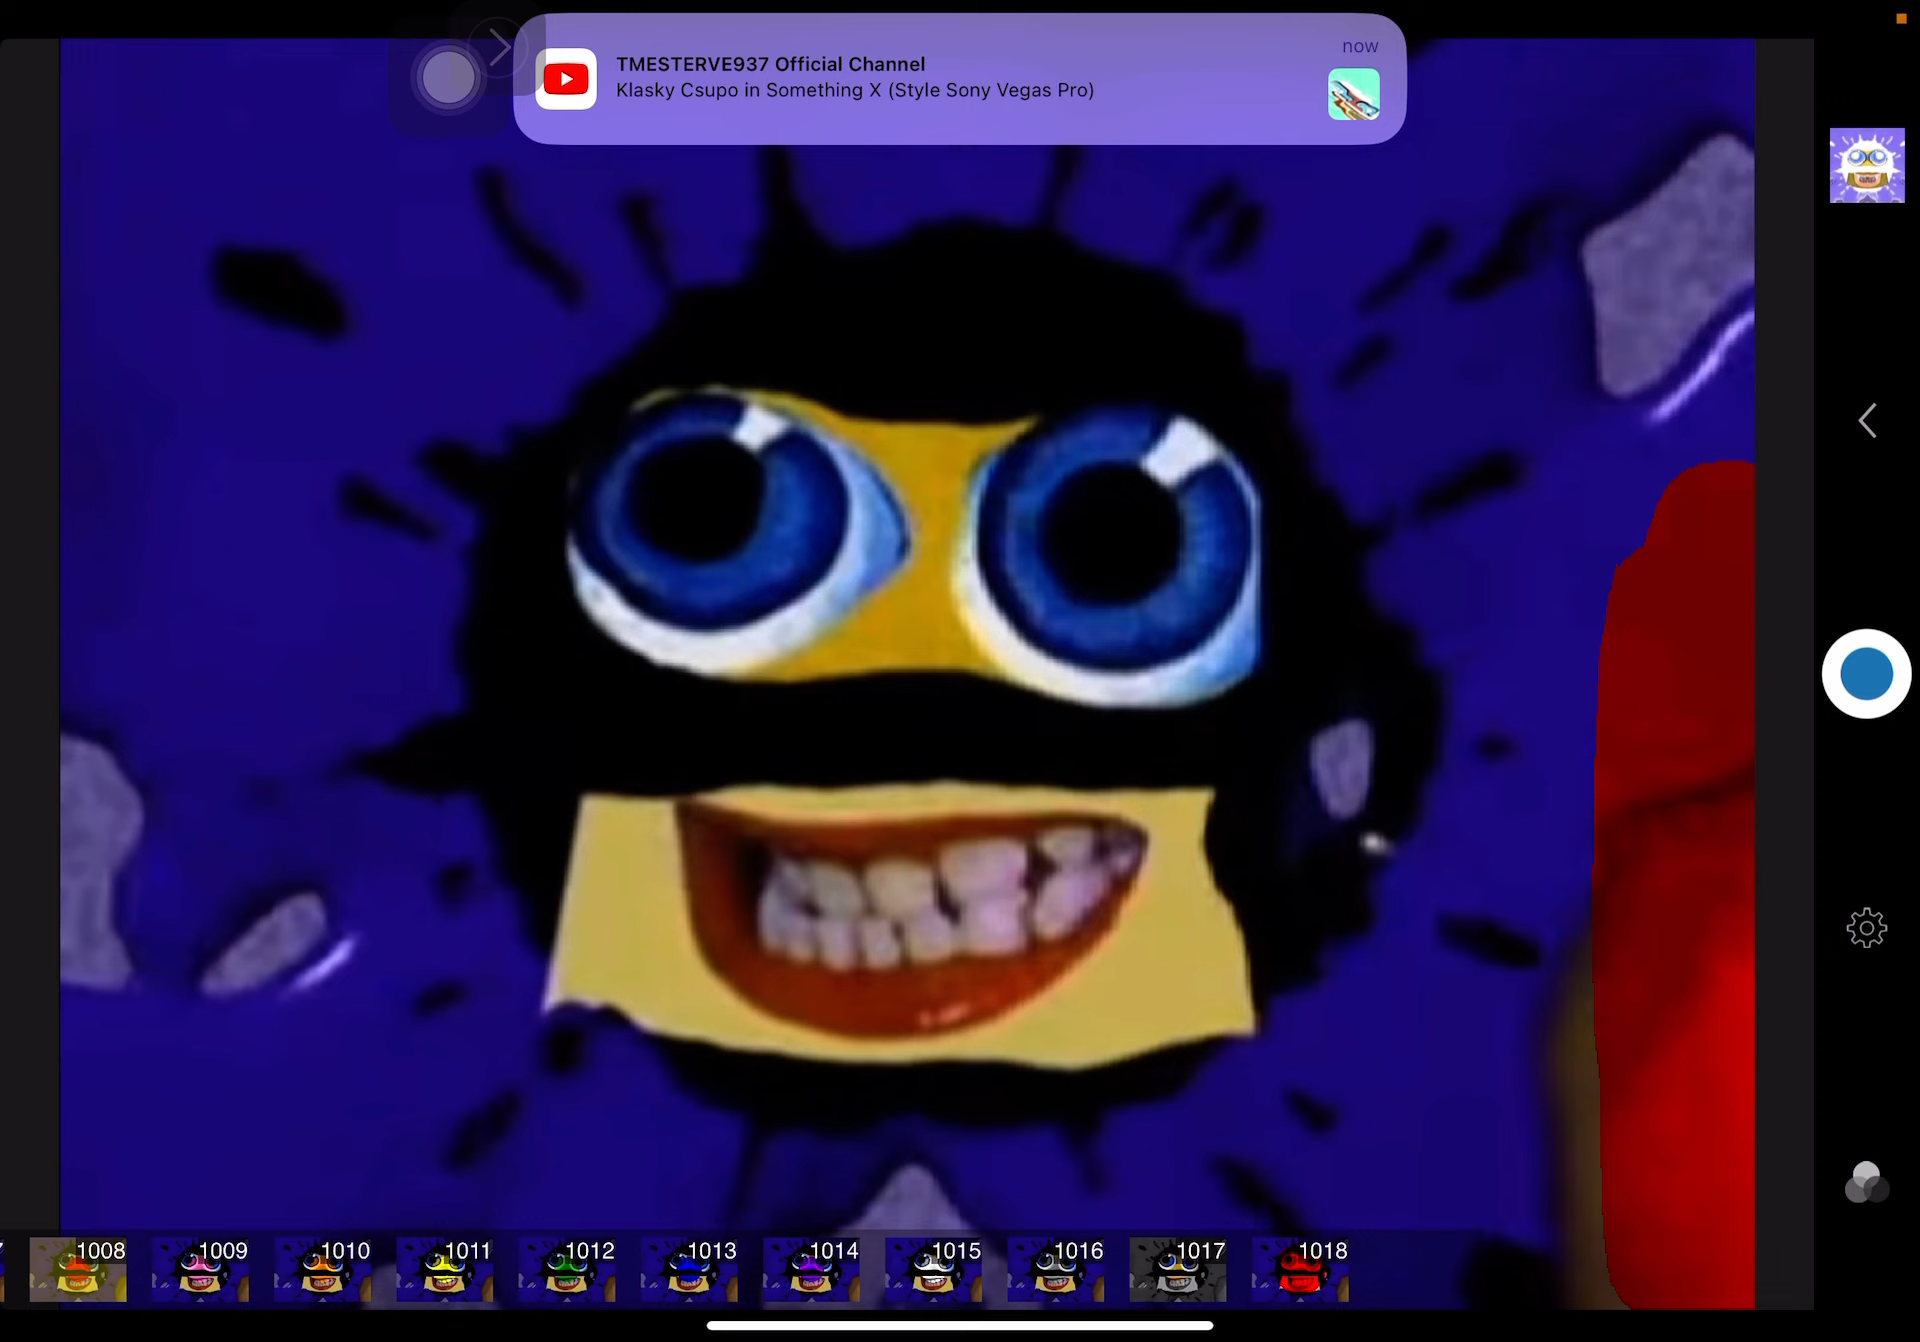 TMESTERVE937 Official Channel
now
Klasky Csupo in Something X (Style Sony Vegas Pro)
1008 1009 1010 1011 1012 1013 1014 1015 1016 1017 1018